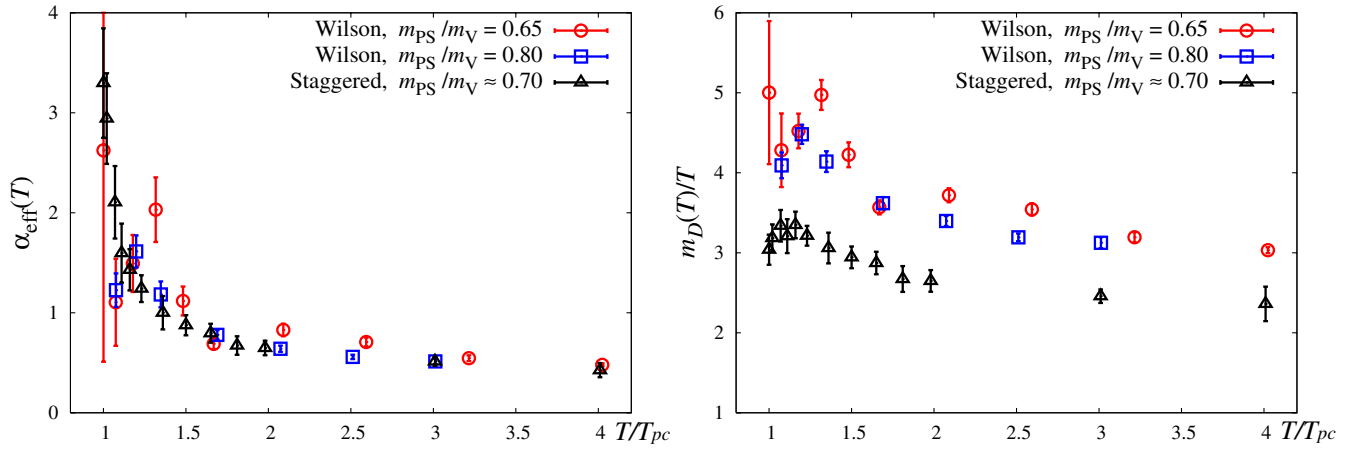 4
3
2
1
0
α_eff(T)
Wilson, m_PS /m_V = 0.65
Wilson, m_PS /m_V = 0.80
Staggered, m_PS /m_V ≈ 0.70
1 1.5 2 2.5 3 3.5 4 T/T_pc
6
5
4
3
2
1
m_D(T)/T
Wilson, m_PS /m_V = 0.65
Wilson, m_PS /m_V = 0.80
Staggered, m_PS /m_V ≈ 0.70
1 1.5 2 2.5 3 3.5 4 T/T_pc